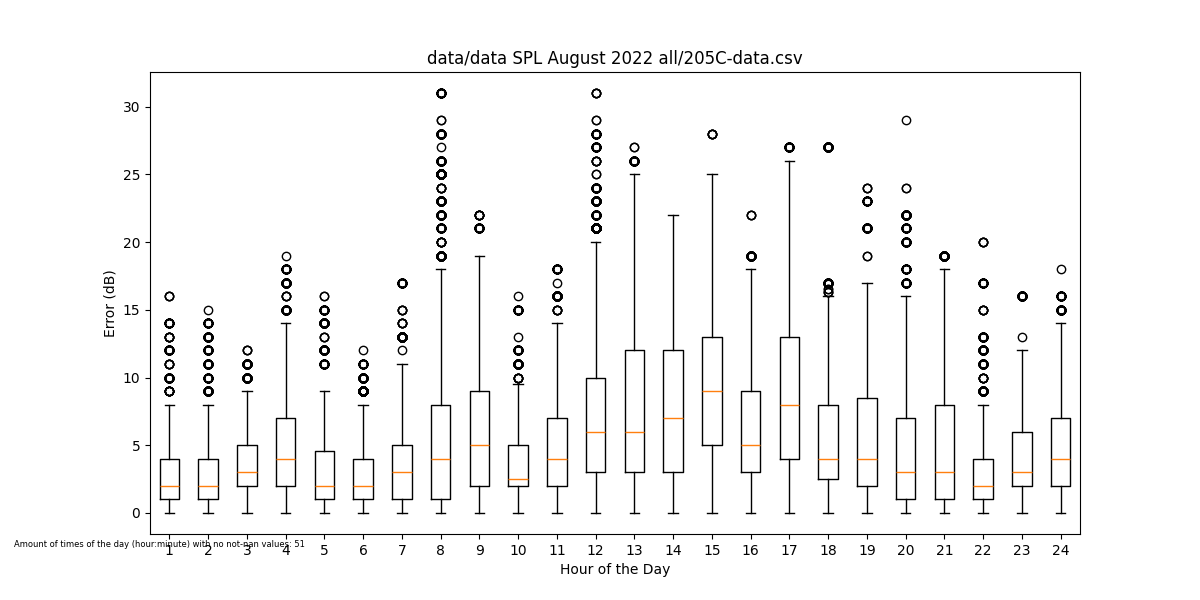 data/data SPL August 2022 all/205C-data.csv
Error (dB)
30
25
20
15
10
5
0
1 2 3 4 5 6 7 8 9 10 11 12 13 14 15 16 17 18 19 20 21 22 23 24
Amount of times of the day (hour:minute) with no not-nan values: 51
Hour of the Day